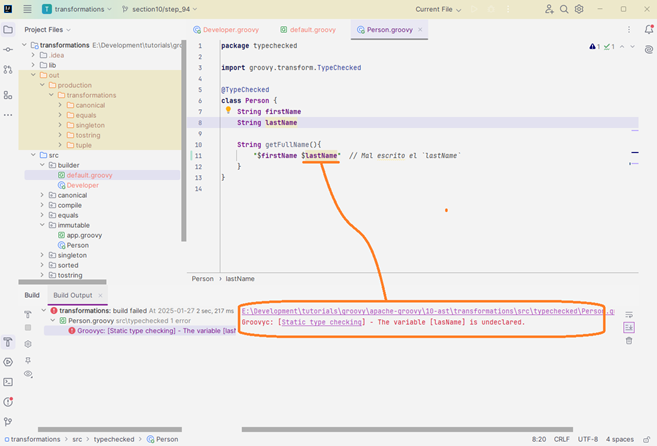 transformations section10/step_94 Current File
Project Files
Developer.groovy default.groovy Person.groovy
transformations E:\Development\tutorials\gro
.idea
lib
out
production
transformations
canonical
equals
singleton
tostring
tuple
src
builder
default.groovy
Developer
canonical
compile
equals
immutable
app.groovy
Person
singleton
sorted
tostring
1 package typechecked
2
3 import groovy.transform.TypeChecked
4
5 @TypeChecked
6 class Person {
7 String firstName
8 String lastName
9
10 String getFullName(){
11 "$firstName $lastName" // Mal escrito el `lastName`
12 }
13 }
14
1 1
Person > lastName
Build Build Output
transformations: build failed At 2025-01-27 2 sec, 217 ms
Person.groovy src\typechecked 1 error
Groovyc: [Static type checking] - The variable [last
E:\Development\tutorials\groovy\apache-groovy\10-ast\transformations\src\typechecked\Person.g
Groovyc: [Static type checking] - The variable [lasName] is undeclared.
transformations > src > typechecked > Person 8:20 CRLF UTF-8 4 spaces